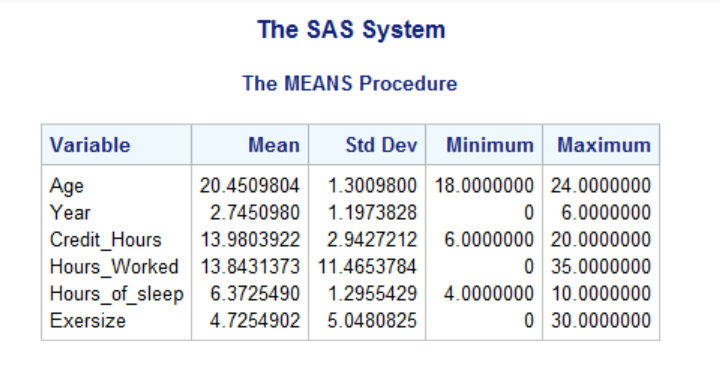 The SAS System
The MEANS Procedure
Variable Mean Std Dev Minimum Maximum
Age 20.4509804 1.3009800 18.0000000 24.0000000
Year 2.7450980 1.1973828 0 6.0000000
Credit_Hours 13.9803922 2.9427212 6.0000000 20.0000000
Hours_Worked 13.8431373 11.4653784 0 35.0000000
Hours_of_sleep 6.3725490 1.2955429 4.0000000 10.0000000
Exersize 4.7254902 5.0480825 0 30.0000000